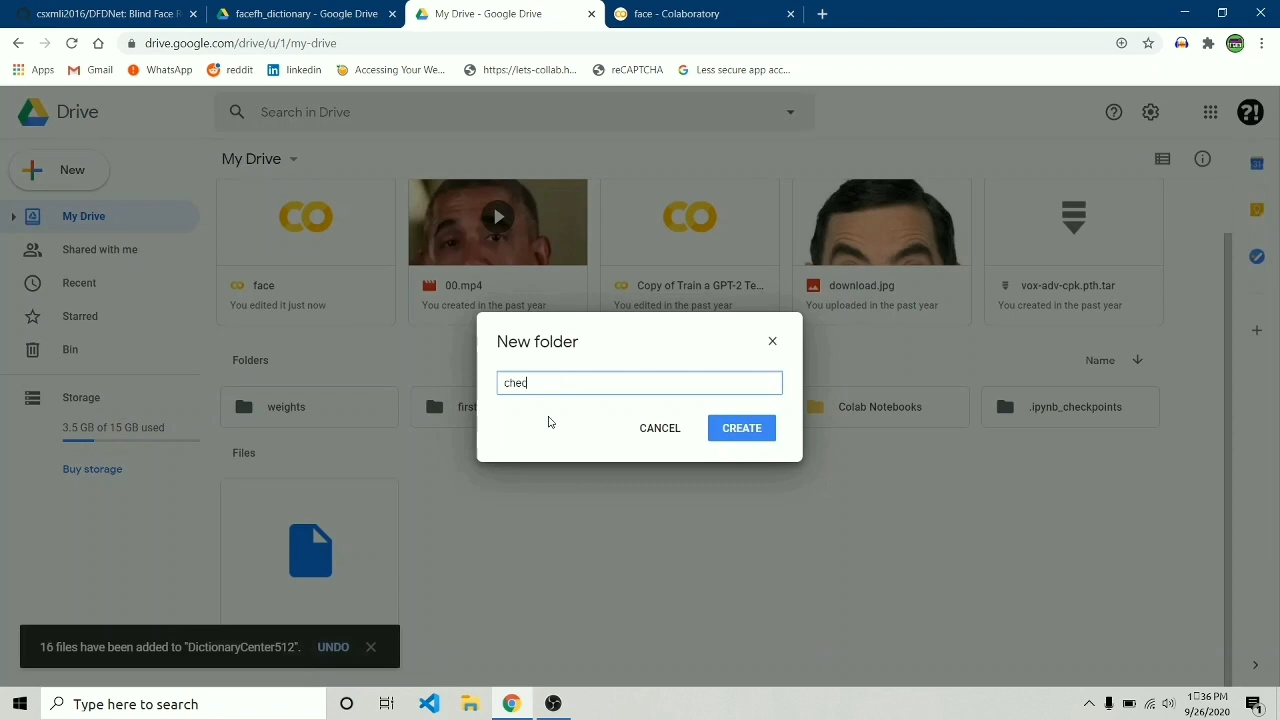 csxmli2016/DFDNet: Blind Face R
facefh_dictionary - Google Drive
My Drive - Google Drive
face - Colaboratory
drive.google.com/drive/u/1/my-drive
Apps
Gmail
WhatsApp
reddit
linkedin
Accessing Your We...
https://lets-collab.h...
reCAPTCHA
Less secure app acc...
Drive
Search in Drive
?!
New
My Drive
31
My Drive
Shared with me
Recent
Starred
Bin
Storage
3.5 GB of 15 GB used
Buy storage
face
You edited it just now
00.mp4
You created in the past year
Copy of Train a GPT-2 Te...
You edited in the past year
download.jpg
You uploaded in the past year
vox-adv-cpk.pth.tar
You created in the past year
Folders
Name
weights
first
Colab Notebooks
.ipynb_checkpoints
Files
New folder
chec
CANCEL
CREATE
16 files have been added to "DictionaryCenter512".
UNDO
Type here to search
1:36 PM
9/26/2020
1